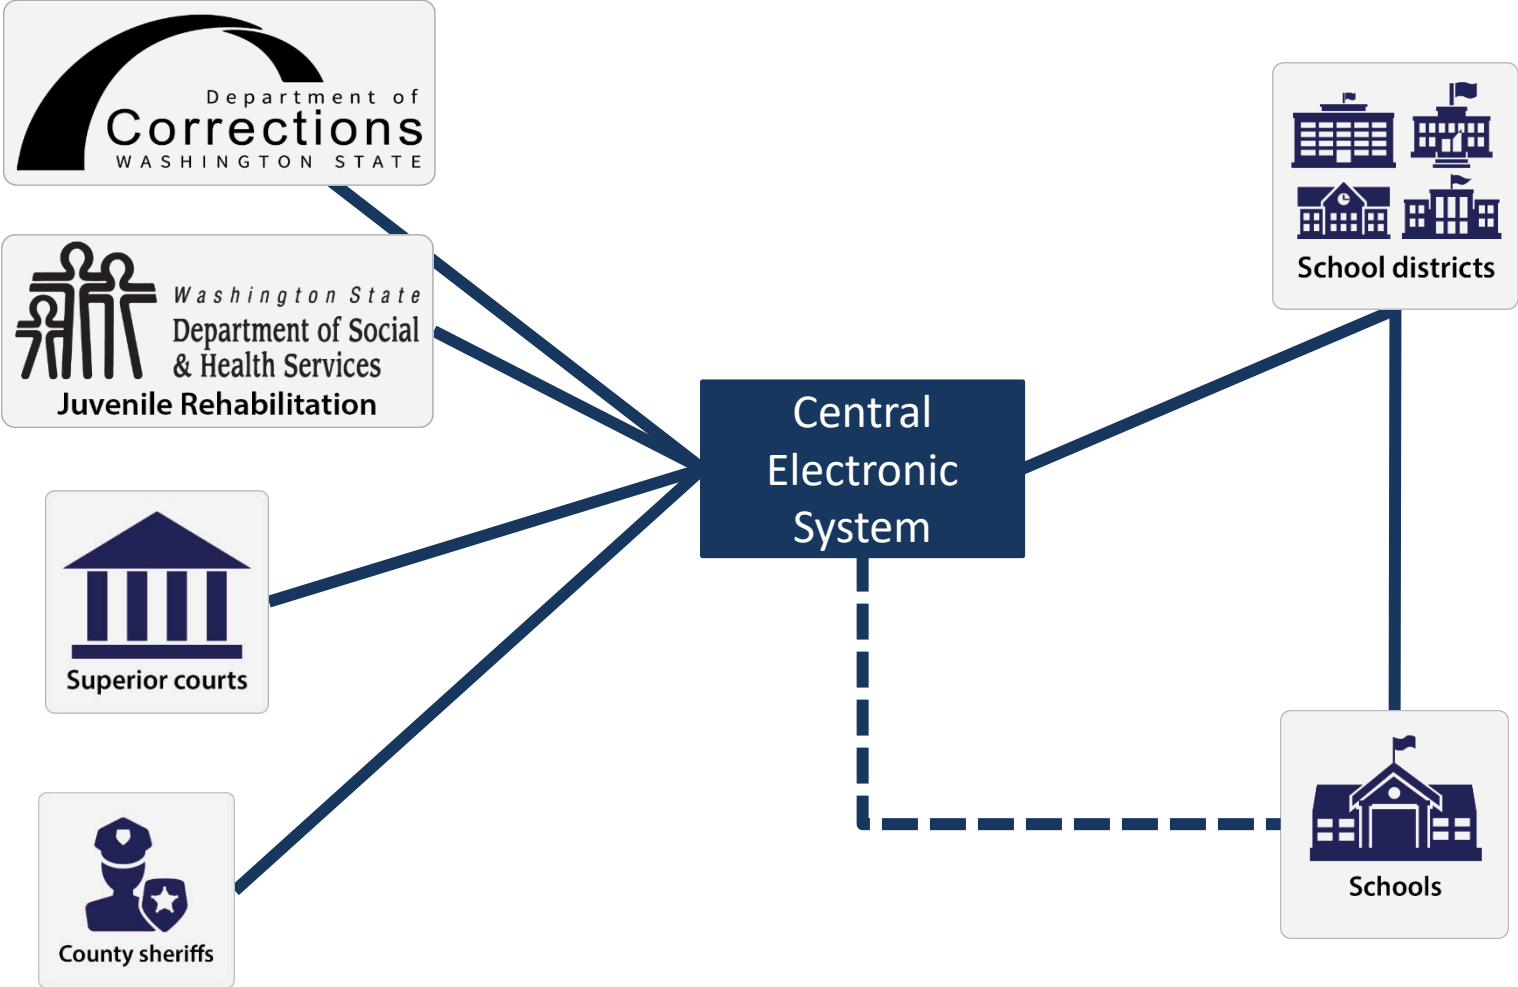 Department of
Corrections
WASHINGTON STATE
Washington State
Department of Social
& Health Services
Juvenile Rehabilitation
Superior courts
County sheriffs
Central
Electronic
System
School districts
Schools